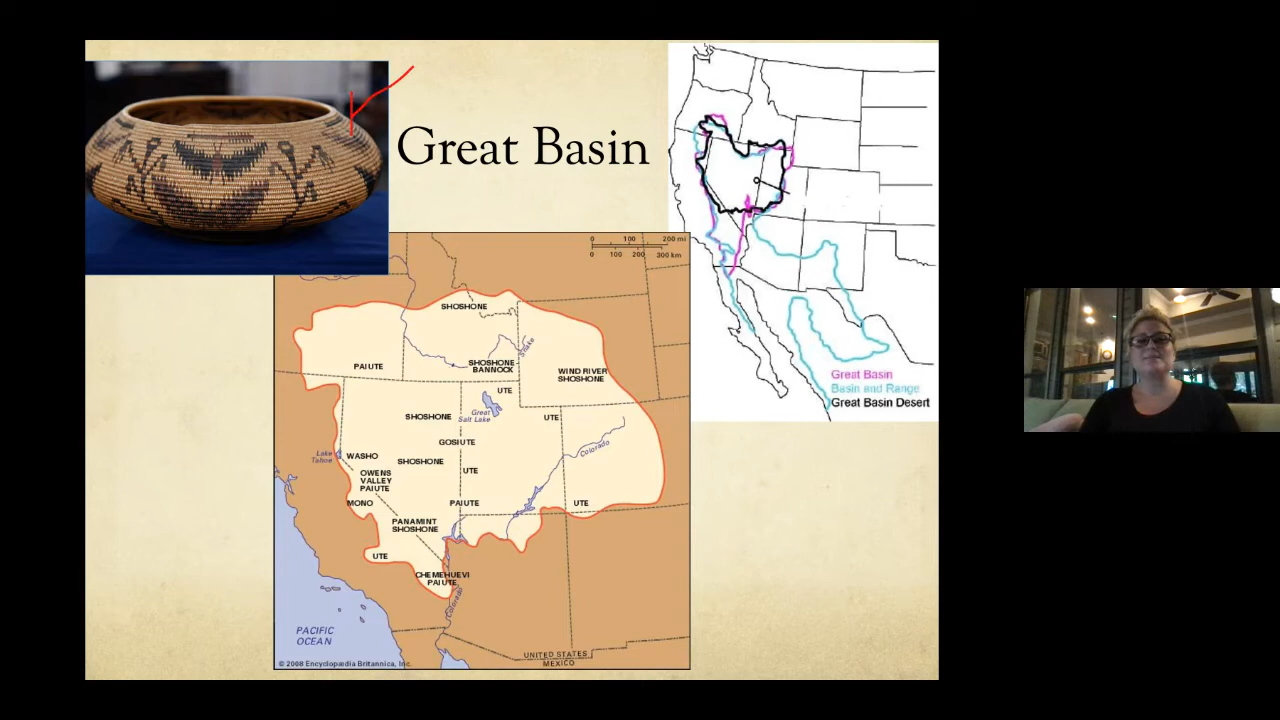 Great Basin
0 100 200 mi
0 100 200 300 km
SHOSHONE
PAIUTE
SHOSHONE
BANNOCK
Snake
WIND RIVER
SHOSHONE
UTE
SHOSHONE
Great
Salt Lake
UTE
Colorado
GOSIUTE
Lake
Tahoe
WASHO
SHOSHONE
UTE
OWENS
VALLEY
PAIUTE
MONO
PAIUTE
UTE
PANAMINT
SHOSHONE
UTE
CHEMEHUEVI
PAIUTE
Colorado
PACIFIC
OCEAN
UNITED STATES
MEXICO
© 2008 Encyclopædia Britannica, Inc.
Great Basin
Basin and Range
Great Basin Desert